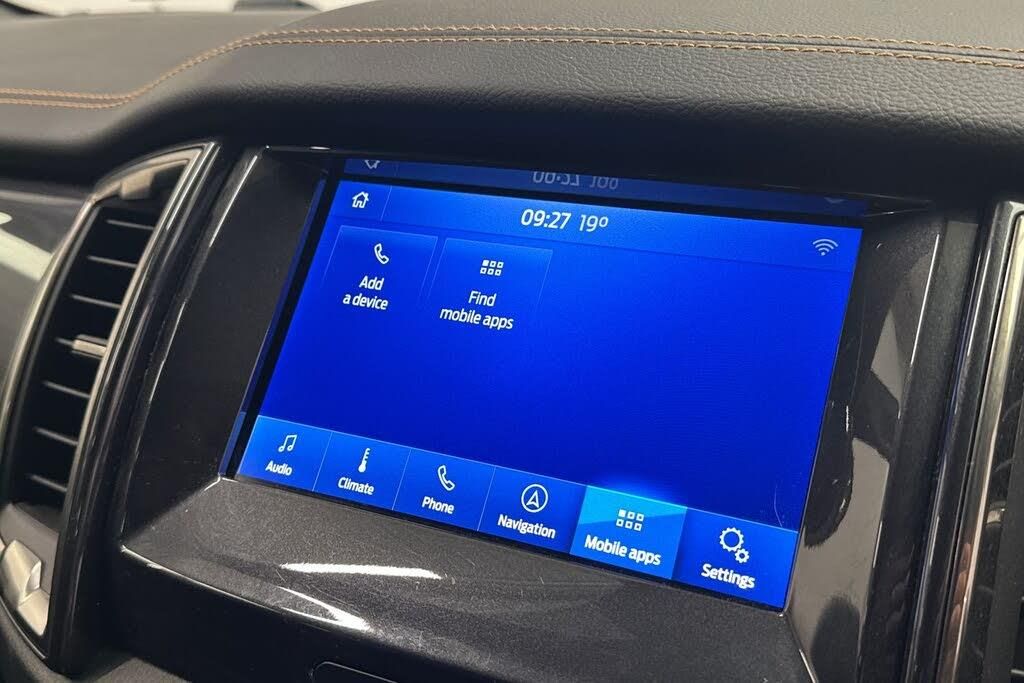 09:27 19º
Add
a device
Find
mobile apps
Audio
Climate
Phone
Navigation
Mobile apps
Settings